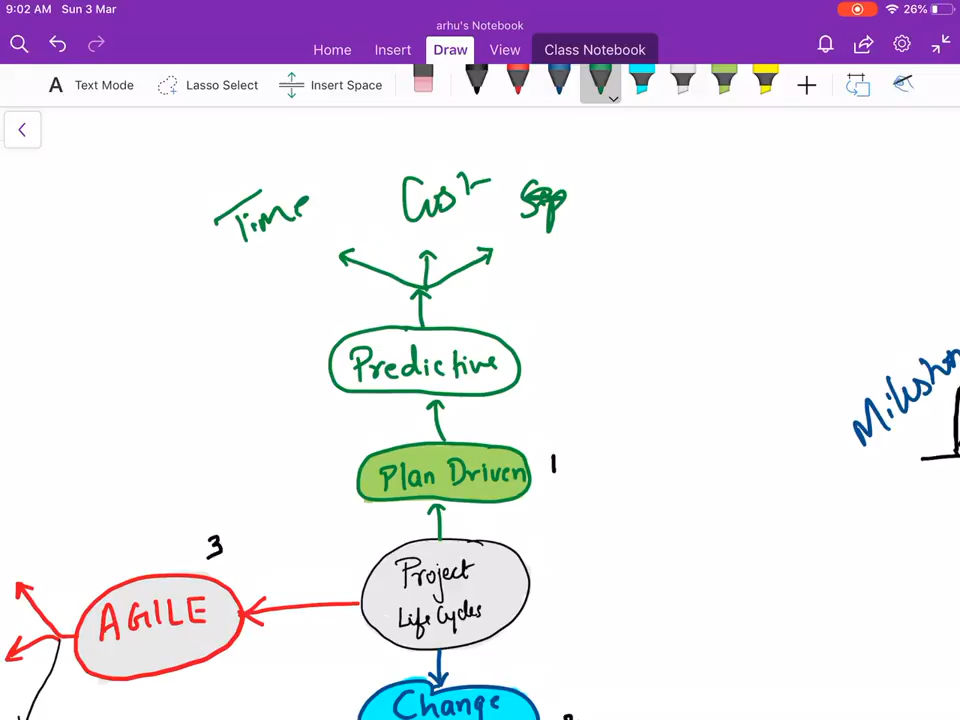 9:02 AM Sun 3 Mar
26%
arhu's Notebook
Home Insert Draw View Class Notebook
A Text Mode Lasso Select Insert Space
Time Cost
Predictive
Plan Driven 1
3
Project
Life Cycles
AGILE
Change